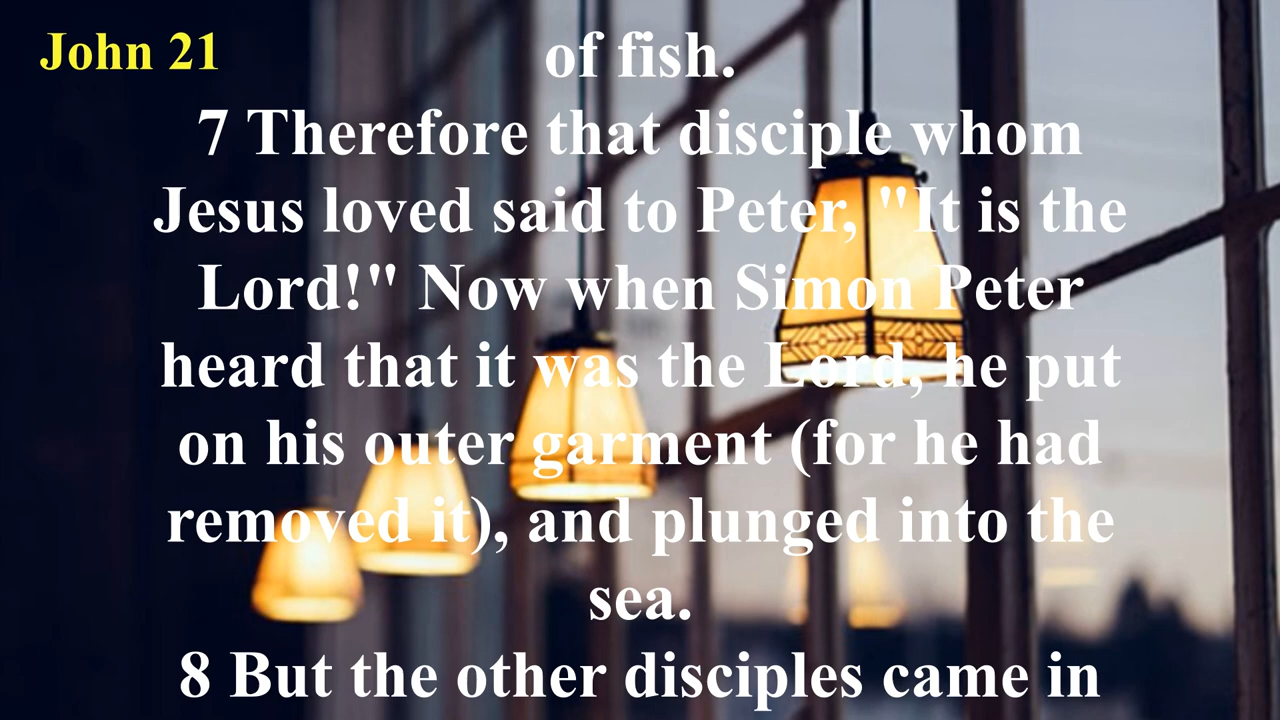 John 21
of fish.
7 Therefore that disciple whom
Jesus loved said to Peter, "It is the
Lord!" Now when Simon Peter
heard that it was the Lord, he put
on his outer garment (for he had
removed it), and plunged into the
sea.
8 But the other disciples came in